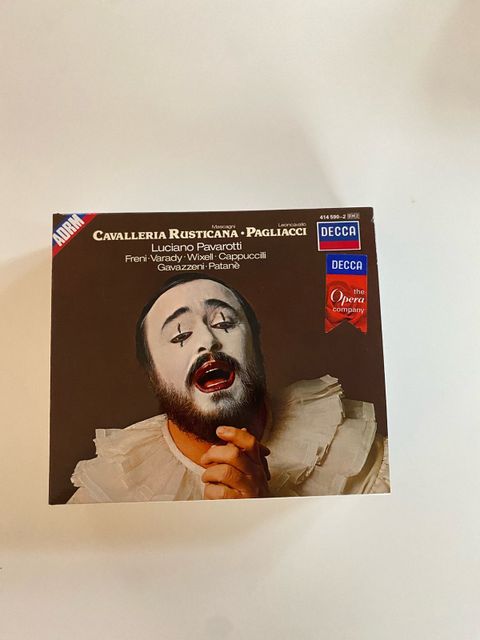 ADRM
Mascagni Leoncavallo
CAVALLERIA RUSTICANA · PAGLIACCI
Luciano Pavarotti
Freni · Varady · Wixell · Cappuccilli
Gavazzeni · Patanè
414 590-2
DECCA
DECCA
the
Opera
company